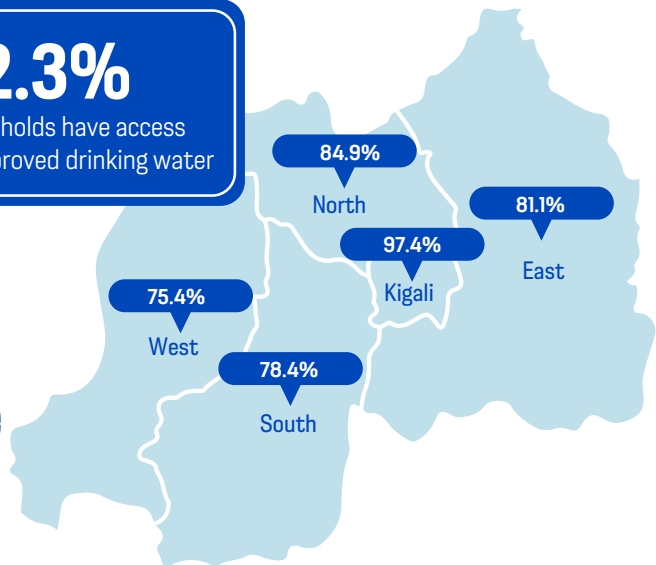 2.3%
holds have access
proved drinking water
84.9%
North
81.1%
East
97.4%
Kigali
75.4%
West
78.4%
South